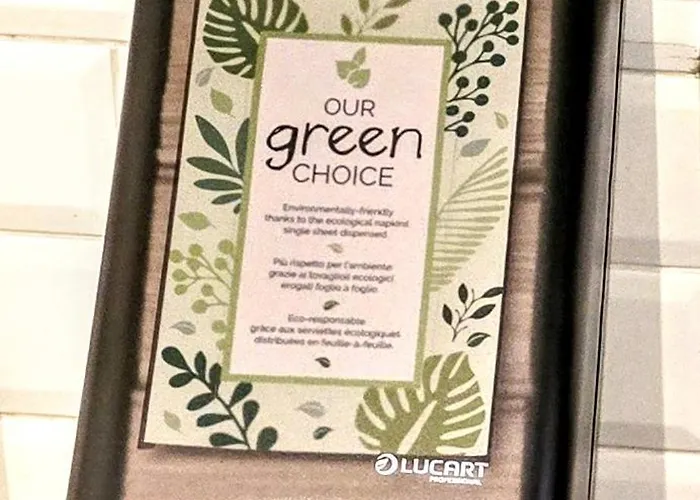 OUR
green
CHOICE
Environmentally-friendly
thanks to the ecological napkins
single sheet dispensed
Più rispetto per l'ambiente
grazie ai tovaglioli ecologici
erogati foglio a foglio
Eco-responsable
grâce aux serviettes écologiques
distribuées en feuille-à-feuille.
LUCART
PROFESSIONAL